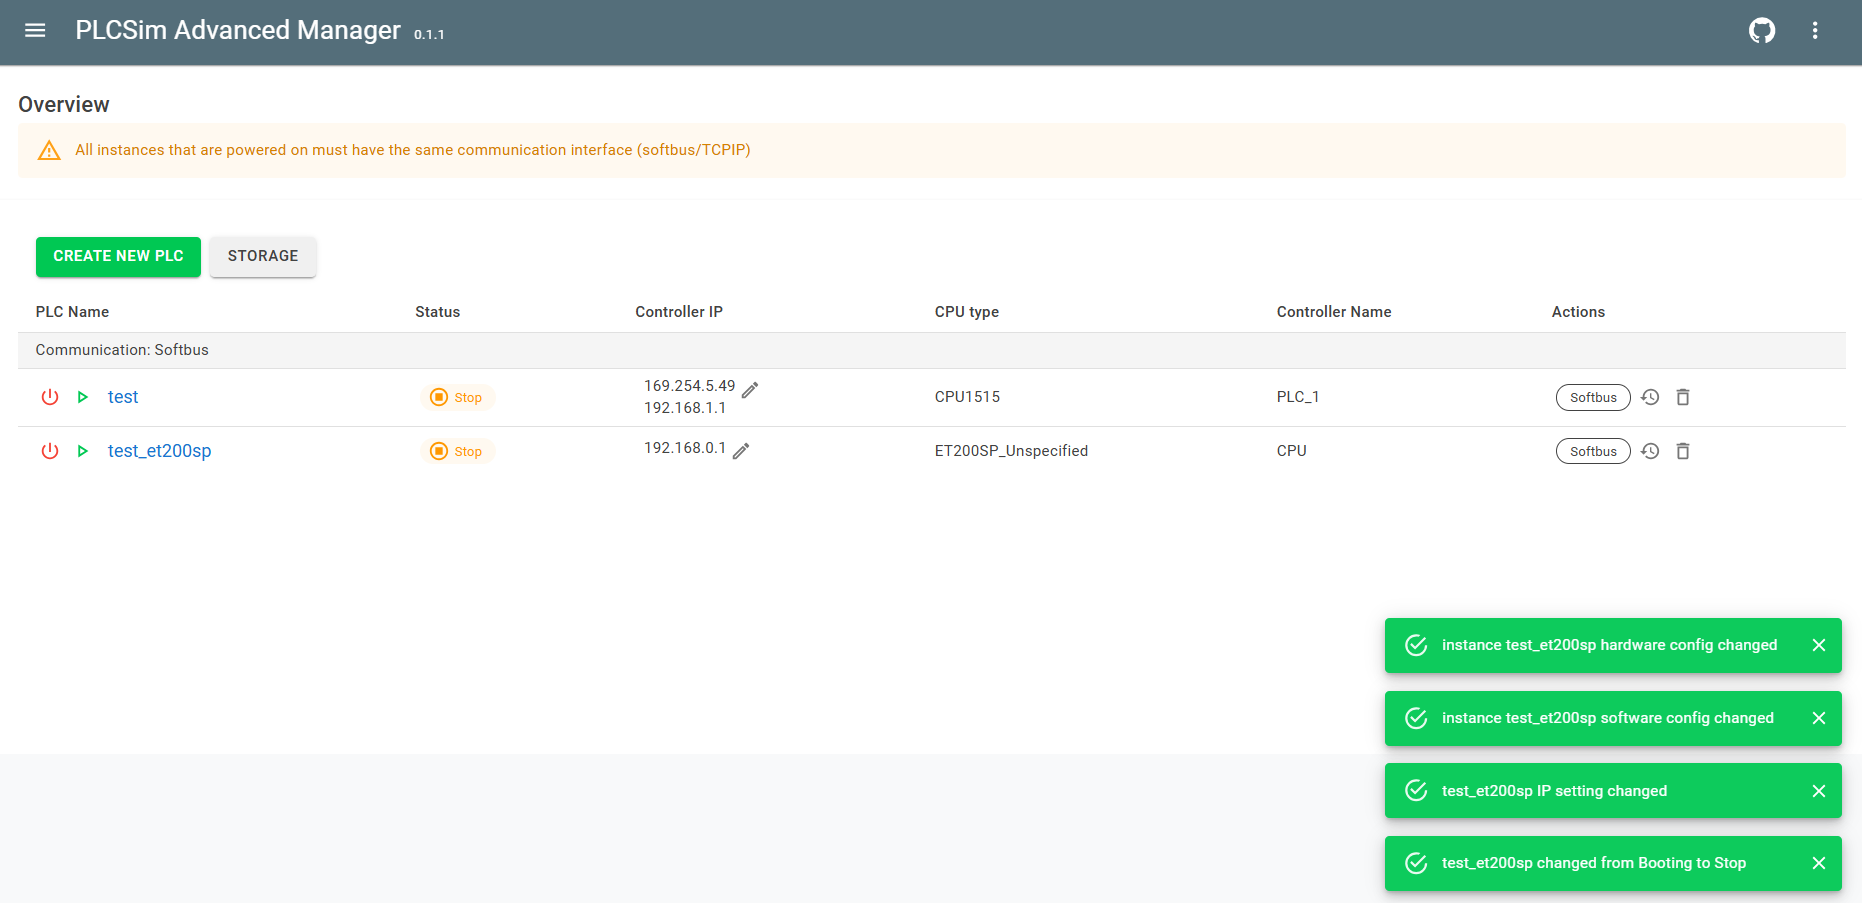 PLCSim Advanced Manager 0.1.1
Overview
All instances that are powered on must have the same communication interface (softbus/TCPIP)
CREATE NEW PLC STORAGE
PLC Name Status Controller IP CPU type Controller Name Actions
Communication: Softbus
test Stop 169.254.5.49 CPU1515 PLC_1 Softbus
192.168.1.1
test_et200sp Stop 192.168.0.1 ET200SP_Unspecified CPU Softbus
instance test_et200sp hardware config changed
instance test_et200sp software config changed
test_et200sp IP setting changed
test_et200sp changed from Booting to Stop